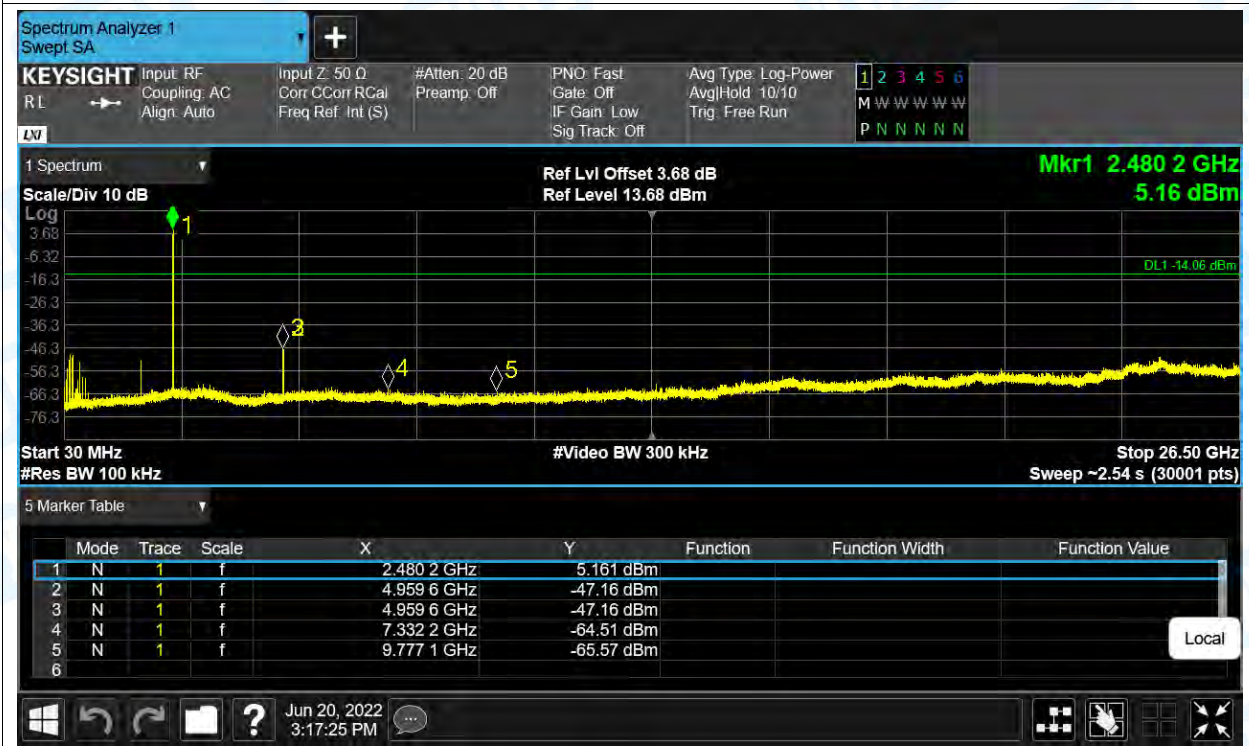 Spectrum Analyzer 1
Swept SA
+
KEYSIGHT Input: RF Input Z: 50 Ω #Atten: 20 dB PNO: Fast Avg Type: Log-Power 1 2 3 4 5 6
R L Coupling: AC Corr CCorr RCal Preamp: Off Gate: Off Avg|Hold: 10/10 M W W W W W
Align: Auto Freq Ref: Int (S) IF Gain: Low Trig: Free Run
LXI Sig Track: Off P N N N N N
1 Spectrum Ref Lvl Offset 3.68 dB Mkr1 2.480 2 GHz
Scale/Div 10 dB Ref Level 13.68 dBm 5.16 dBm
Log
1
3.68
-6.32
DL1 -14.06 dBm
-16.3
-26.3
-36.3 3
-46.3
-56.3 4 5
-66.3
-76.3
Start 30 MHz #Video BW 300 kHz Stop 26.50 GHz
#Res BW 100 kHz Sweep ~2.54 s (30001 pts)
5 Marker Table
Mode Trace Scale X Y Function Function Width Function Value
1 N 1 f 2.480 2 GHz 5.161 dBm
2 N 1 f 4.959 6 GHz -47.16 dBm
3 N 1 f 4.959 6 GHz -47.16 dBm
4 N 1 f 7.332 2 GHz -64.51 dBm
5 N 1 f 9.777 1 GHz -65.57 dBm
6
Local
? Jun 20, 2022
3:17:25 PM